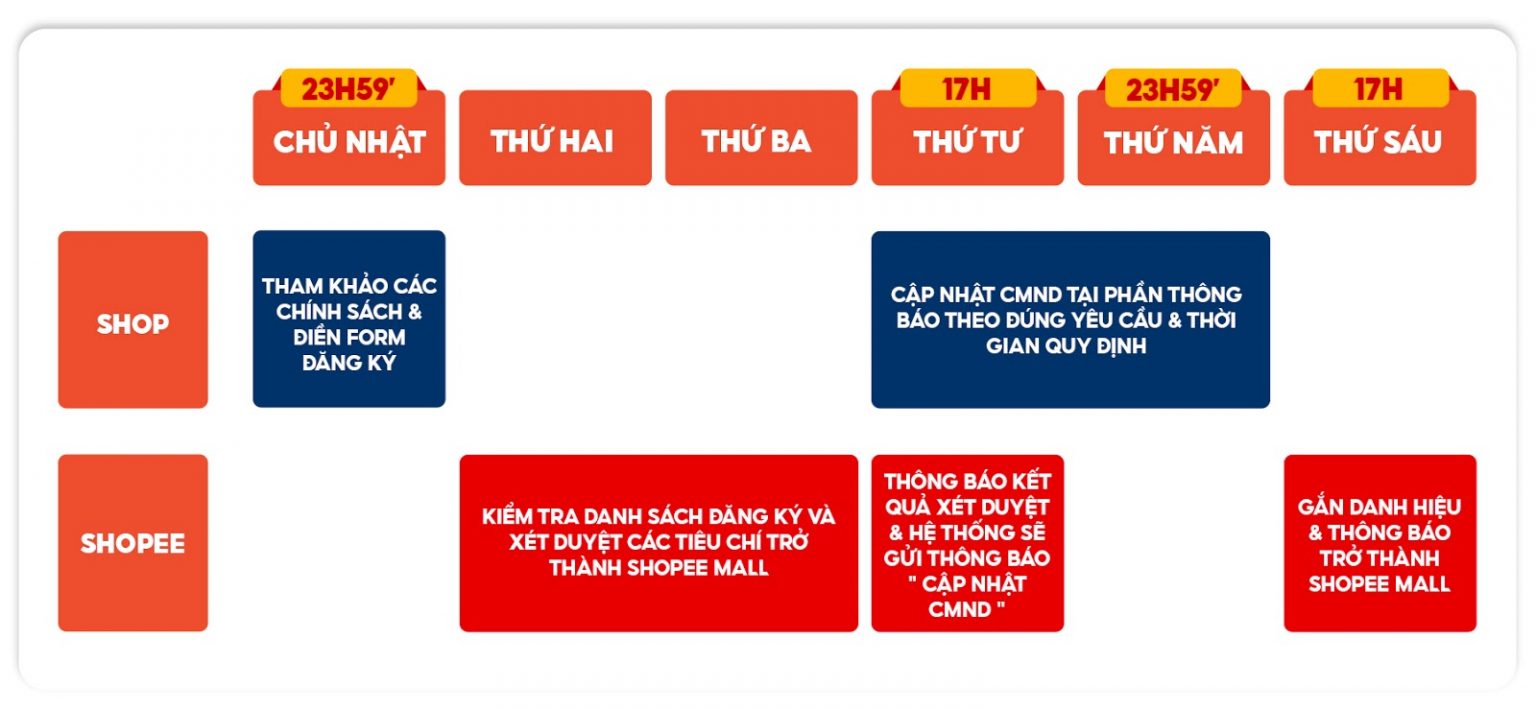 23H59'
CHỦ NHẬT
THỨ HAI
THỨ BA
17H
THỨ TƯ
23H59'
THỨ NĂM
17H
THỨ SÁU
SHOP
THAM KHẢO CÁC
CHÍNH SÁCH &
ĐIỀN FORM
ĐĂNG KÝ
CẬP NHẬT CMND TẠI PHẦN THÔNG
BÁO THEO ĐÚNG YÊU CẦU & THỜI
GIAN QUY ĐỊNH
SHOPEE
KIỂM TRA DANH SÁCH ĐĂNG KÝ VÀ
XÉT DUYỆT CÁC TIÊU CHÍ TRỞ
THÀNH SHOPEE MALL
THÔNG BÁO KẾT
QUẢ XÉT DUYỆT
& HỆ THỐNG SẼ
GỬI THÔNG BÁO
" CẬP NHẬT
CMND "
GẮN DANH HIỆU
& THÔNG BÁO
TRỞ THÀNH
SHOPEE MALL